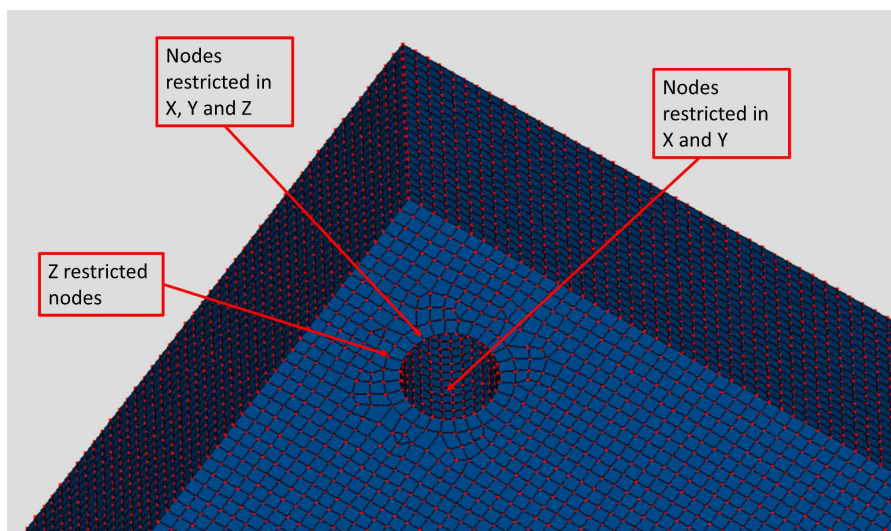 Nodes
restricted in
X, Y and Z
Nodes
restricted in
X and Y
Z restricted
nodes